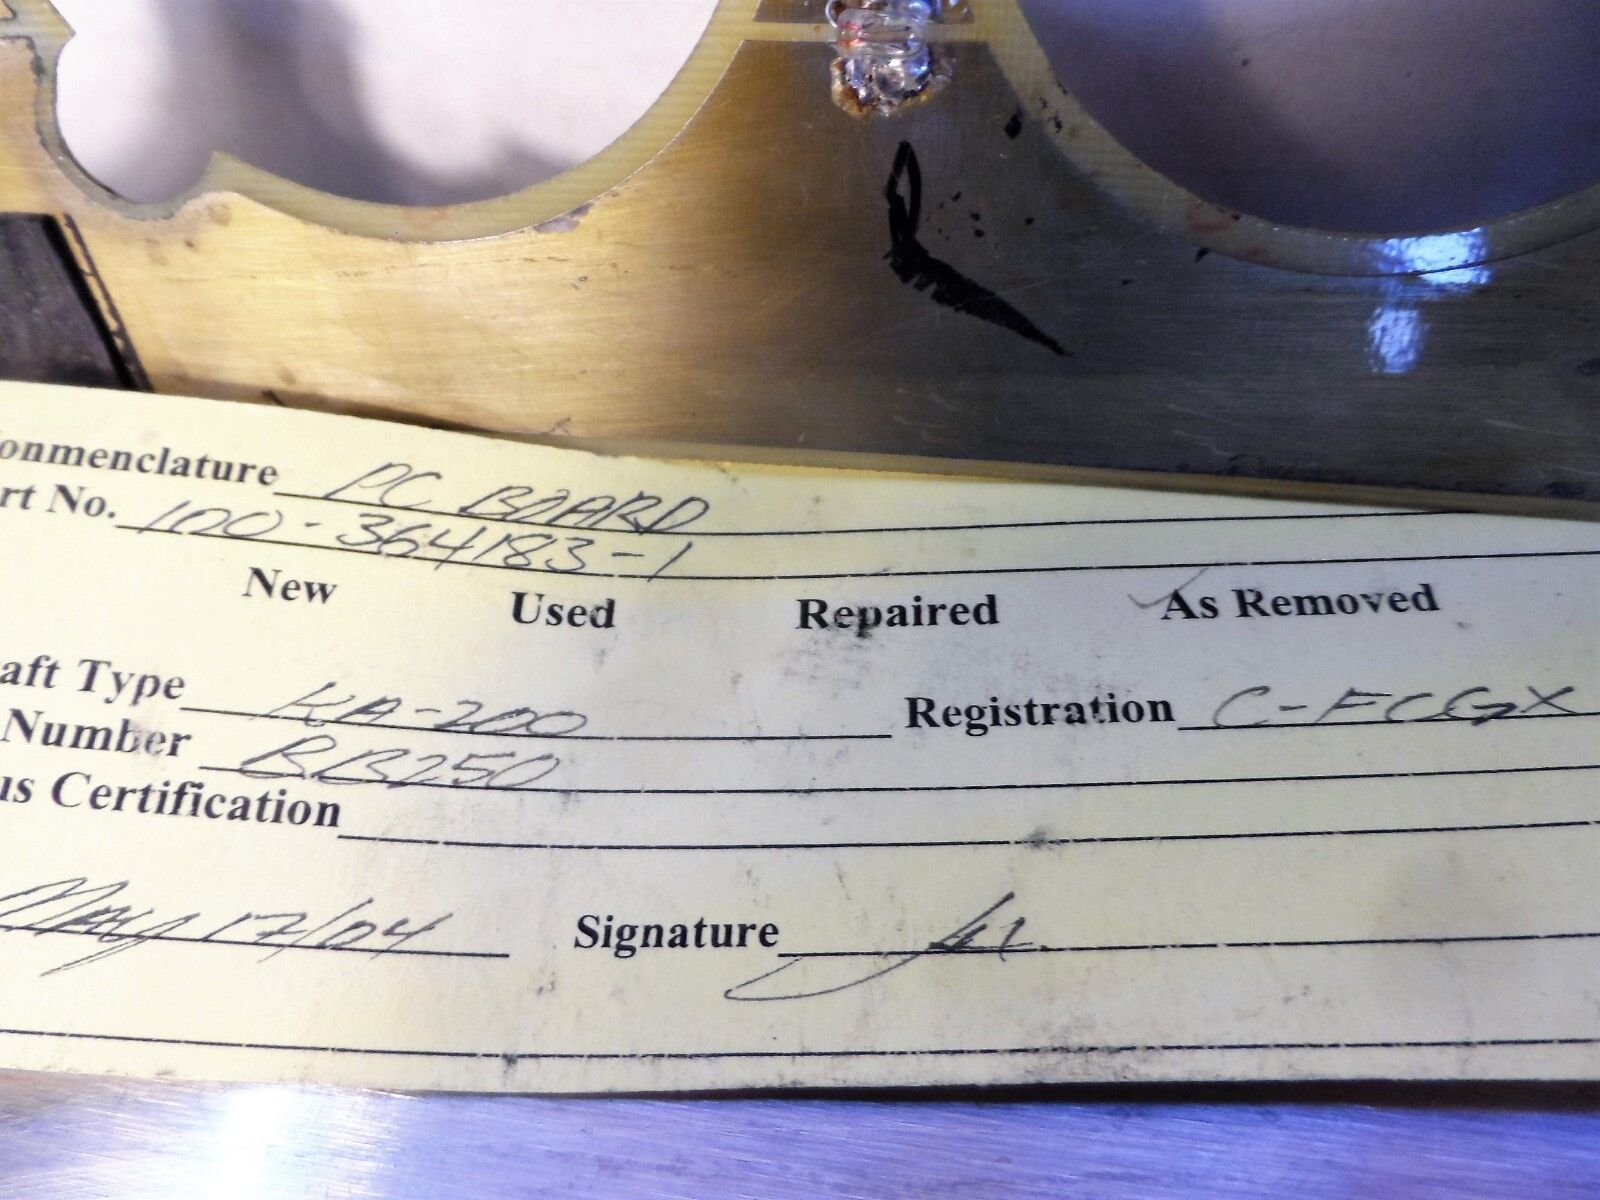 onmenclature PC BOARD
rt No. 100-364183-1
New Used Repaired As Removed
aft Type KA-200 Registration C-FCGX
Number BB250
us Certification
May 17/04 Signature